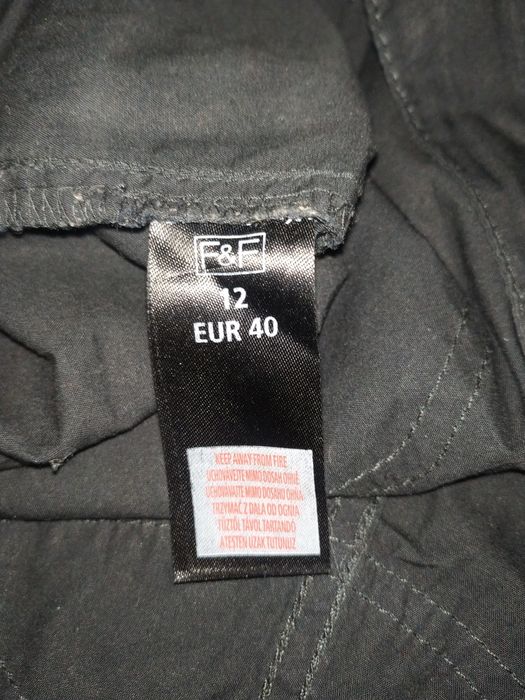 F&F
12
EUR 40
KEEP AWAY FROM FIRE
UCHOVÁVEJTE MIMO DOSAH OHNĚ
UCHOVÁVAJTE MIMO DOSAHU OHŇA
TRZYMAĆ Z DALA OD OGNIA
TŰZTŐL TÁVOL TARTANDÓ
ATEŞTEN UZAK TUTUNUZ